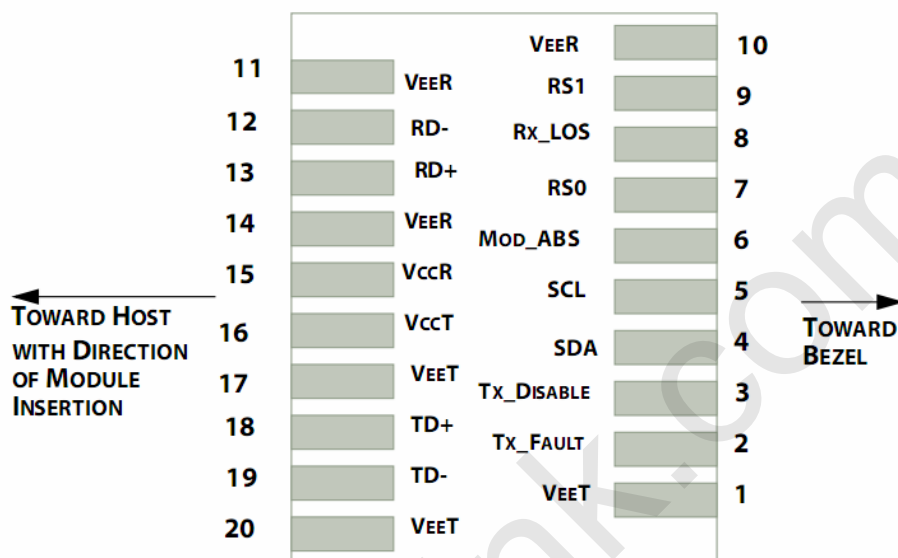 VEER 10
11 VEER
RS1 9
12 RD-
RX_LOS 8
13 RD+
RS0 7
14 VEER
MOD_ABS 6
15 VCCR
SCL 5
TOWARD HOST
WITH DIRECTION
OF MODULE
INSERTION
TOWARD
BEZEL
16 VCCT
SDA 4
17 VEET
TX_DISABLE 3
18 TD+
TX_FAULT 2
19 TD-
VEET 1
20 VEET
nk.com